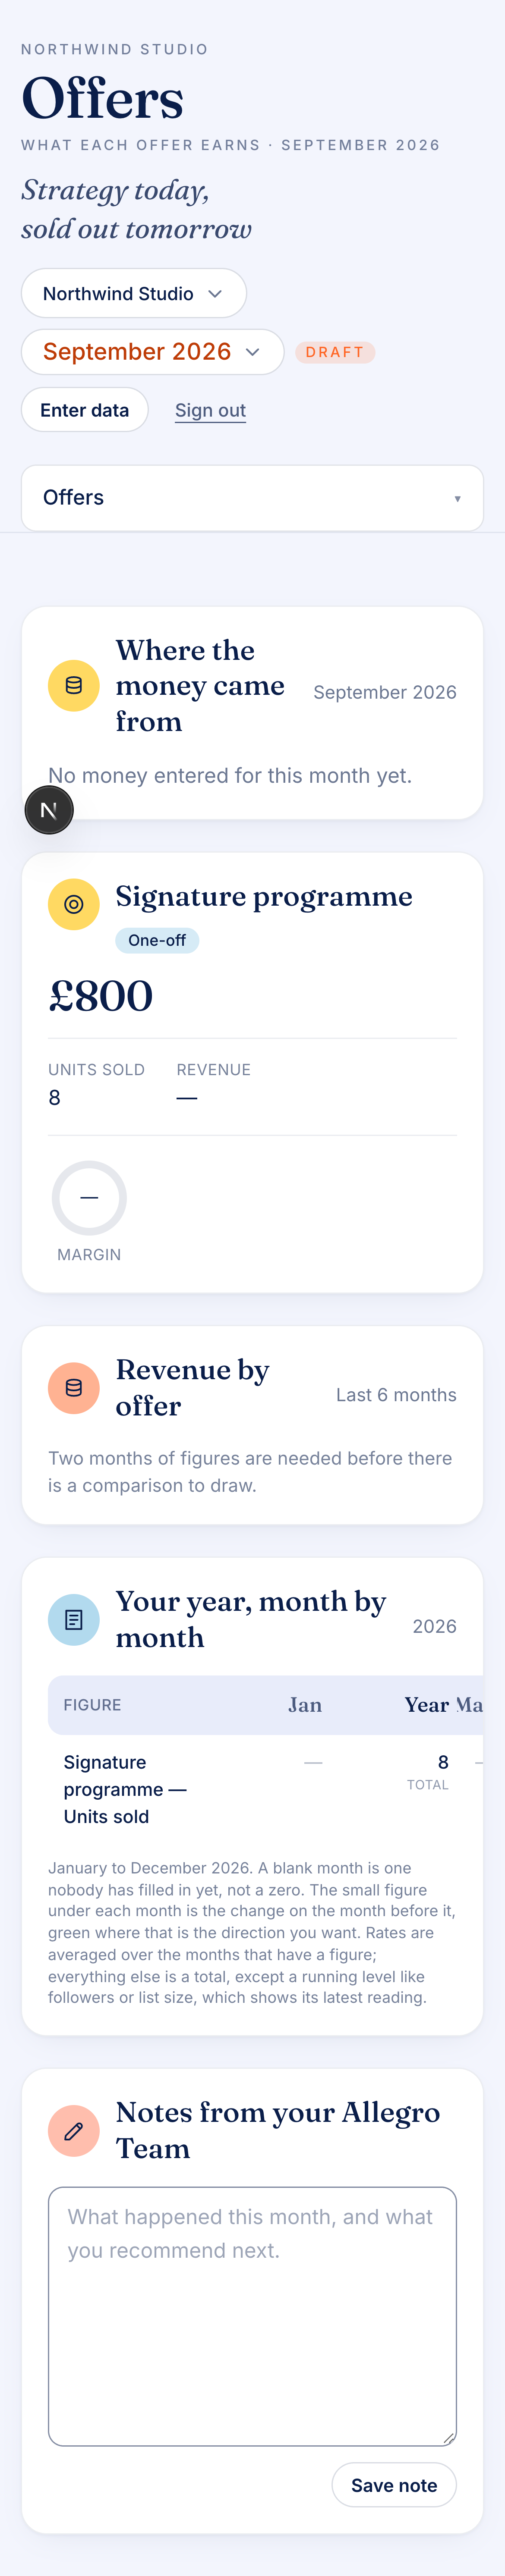 NORTHWIND STUDIO
Offers
WHAT EACH OFFER EARNS · SEPTEMBER 2026
Strategy today,
sold out tomorrow
Northwind Studio
September 2026 DRAFT
Enter data Sign out
Offers
Where the
money came
from
September 2026
No money entered for this month yet.
N
Signature programme
One-off
£800
UNITS SOLD REVENUE
8 —
—
MARGIN
Revenue by
offer
Last 6 months
Two months of figures are needed before there
is a comparison to draw.
Your year, month by
month
2026
FIGURE Jan Year Ma
Signature
programme —
Units sold
— 8 –
TOTAL
January to December 2026. A blank month is one
nobody has filled in yet, not a zero. The small figure
under each month is the change on the month before it,
green where that is the direction you want. Rates are
averaged over the months that have a figure;
everything else is a total, except a running level like
followers or list size, which shows its latest reading.
Notes from your Allegro
Team
What happened this month, and what
you recommend next.
Save note